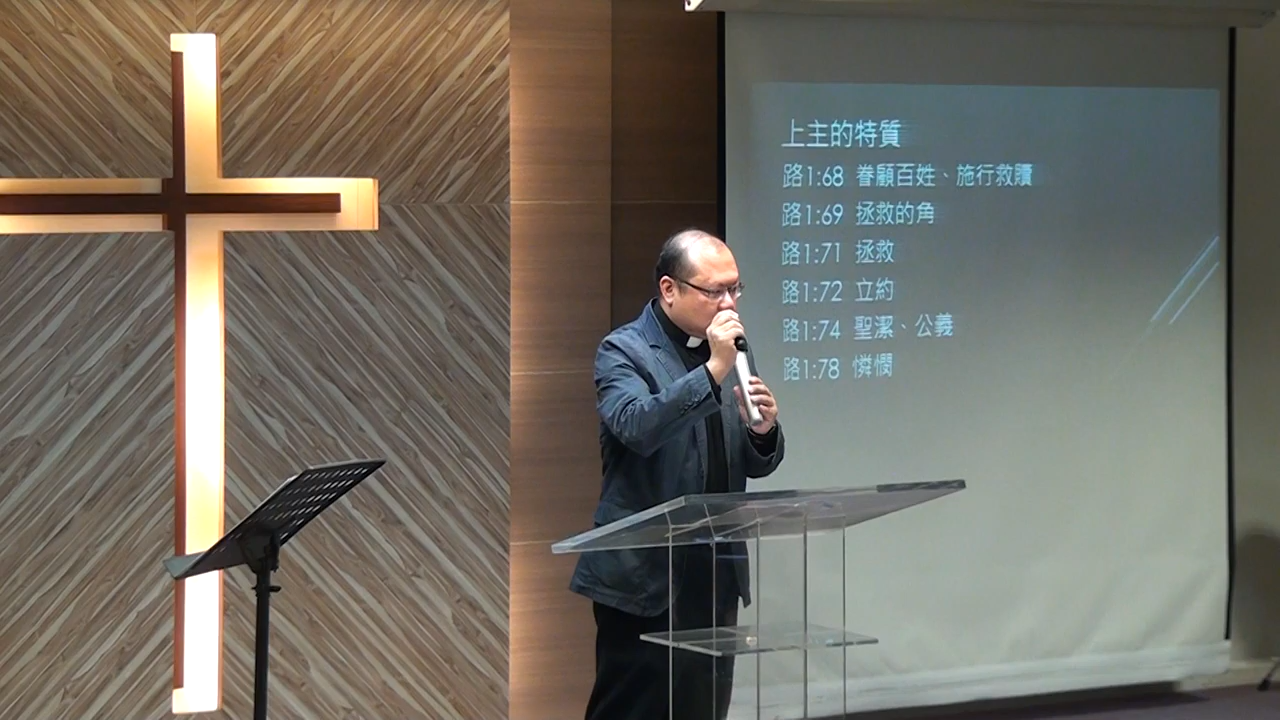 上主的特質
路1:68 眷顧百姓、施行救贖
路1:69 拯救的角
路1:71 拯救
路1:72 立約
路1:74 聖潔、公義
路1:78 憐憫